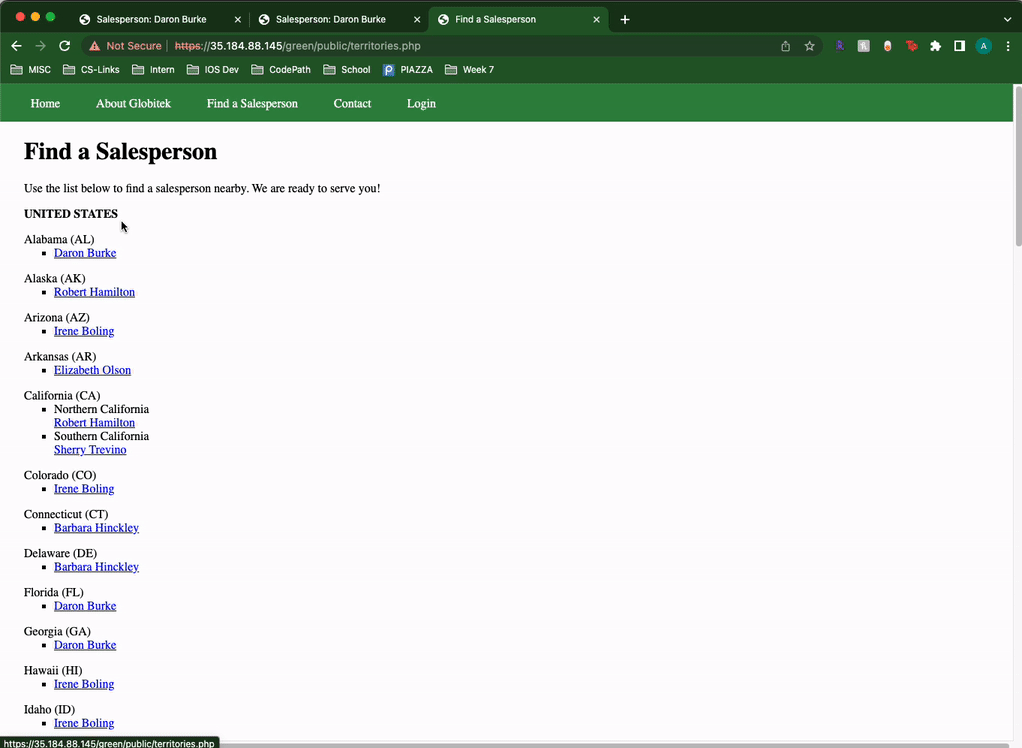 Salesperson: Daron Burke
Salesperson: Daron Burke
Find a Salesperson
Not Secure
https://35.184.88.145/green/public/territories.php
MISC
CS-Links
Intern
IOS Dev
CodePath
School
PIAZZA
Week 7
Home
About Globitek
Find a Salesperson
Contact
Login
Find a Salesperson
Use the list below to find a salesperson nearby. We are ready to serve you!
UNITED STATES
Alabama (AL)
Daron Burke
Alaska (AK)
Robert Hamilton
Arizona (AZ)
Irene Boling
Arkansas (AR)
Elizabeth Olson
California (CA)
Northern California
Robert Hamilton
Southern California
Sherry Trevino
Colorado (CO)
Irene Boling
Connecticut (CT)
Barbara Hinckley
Delaware (DE)
Barbara Hinckley
Florida (FL)
Daron Burke
Georgia (GA)
Daron Burke
Hawaii (HI)
Irene Boling
Idaho (ID)
Irene Boling
https://35.184.88.145/green/public/territories.php